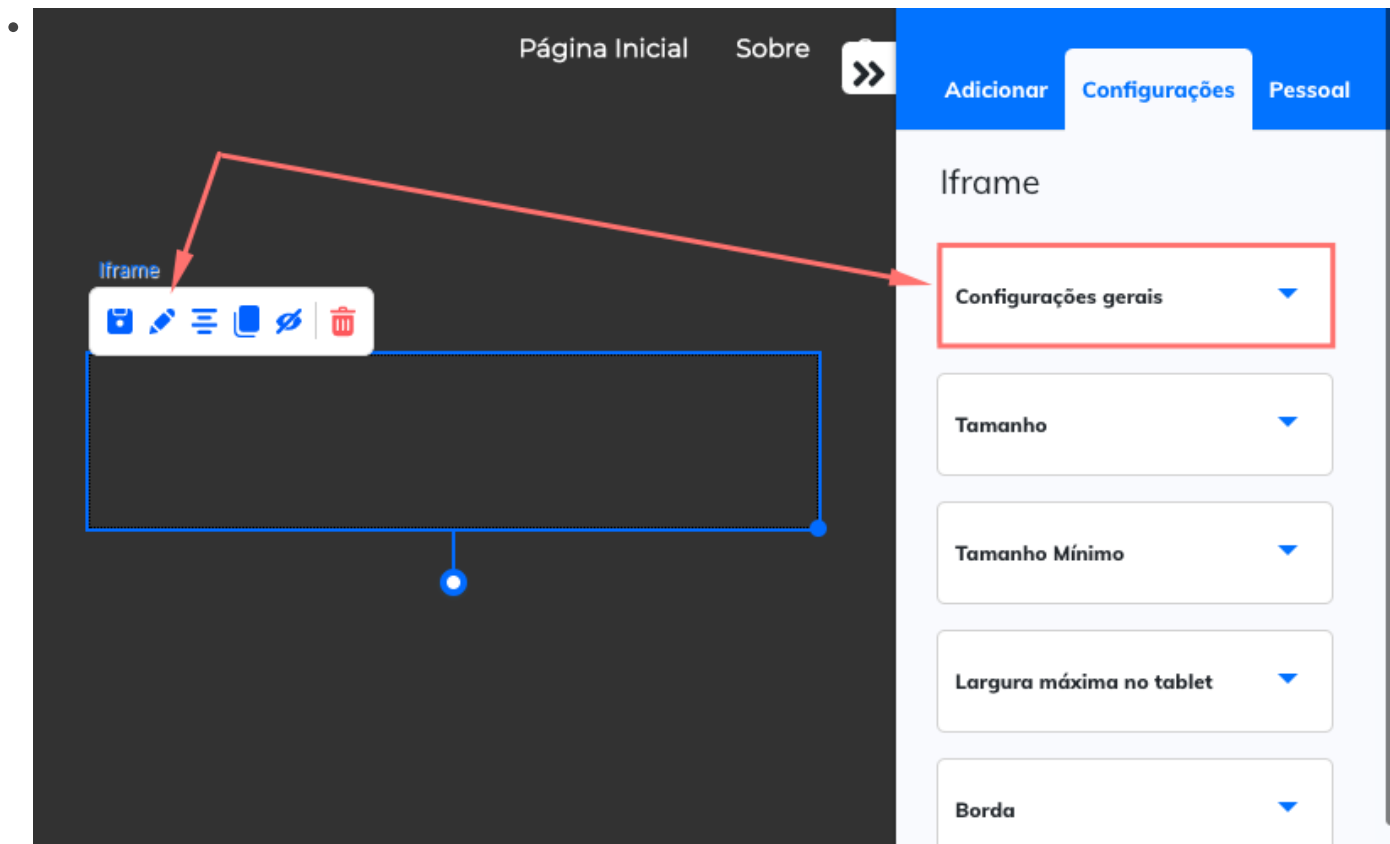 Página Inicial Sobre
Adicionar Configurações Pessoal
Iframe
Iframe
Configurações gerais
Tamanho
Tamanho Mínimo
Largura máxima no tablet
Borda